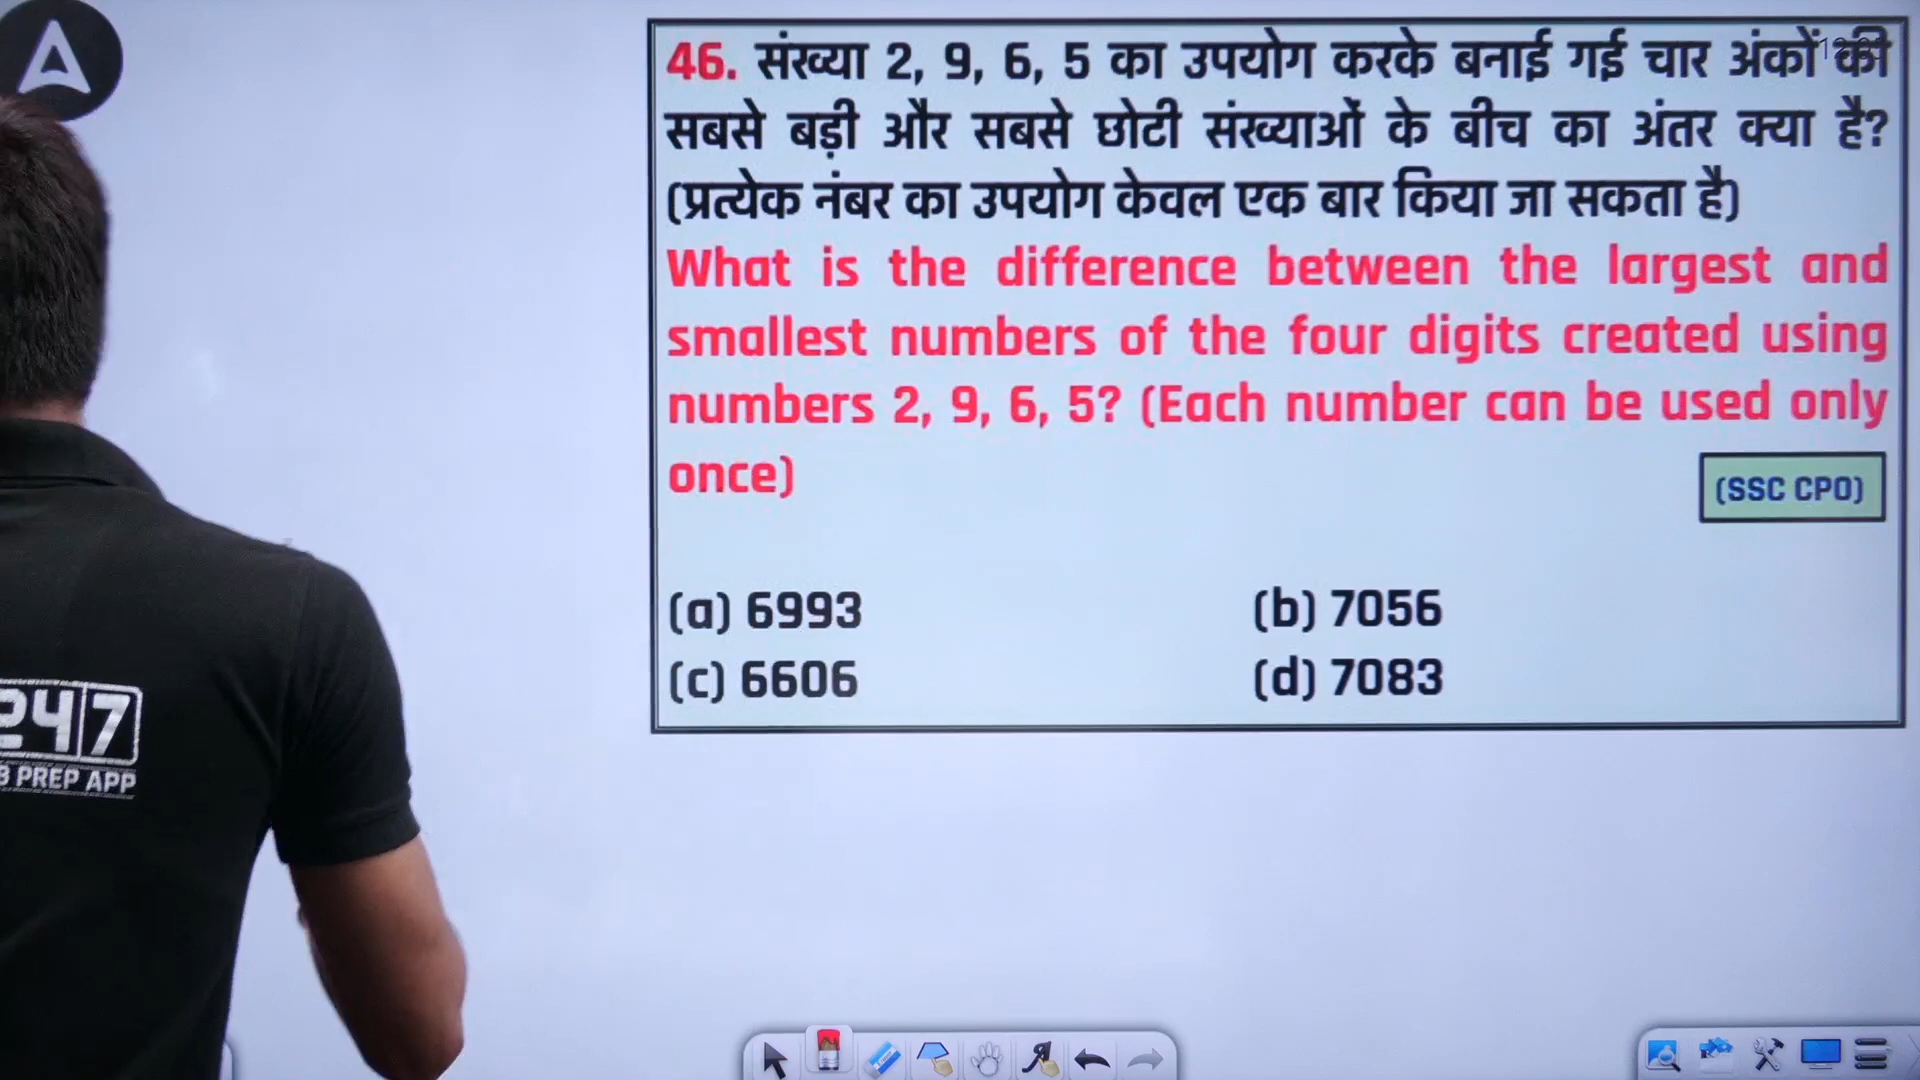 46. संख्या 2, 9, 6, 5 का उपयोग करके बनाई गई चार अंकों की
सबसे बड़ी और सबसे छोटी संख्याओं के बीच का अंतर क्या है?
(प्रत्येक नंबर का उपयोग केवल एक बार किया जा सकता है)
What is the difference between the largest and
smallest numbers of the four digits created using
numbers 2, 9, 6, 5? (Each number can be used only
once)
(SSC CPO)
(a) 6993 (b) 7056
(c) 6606 (d) 7083
247
PREP APP